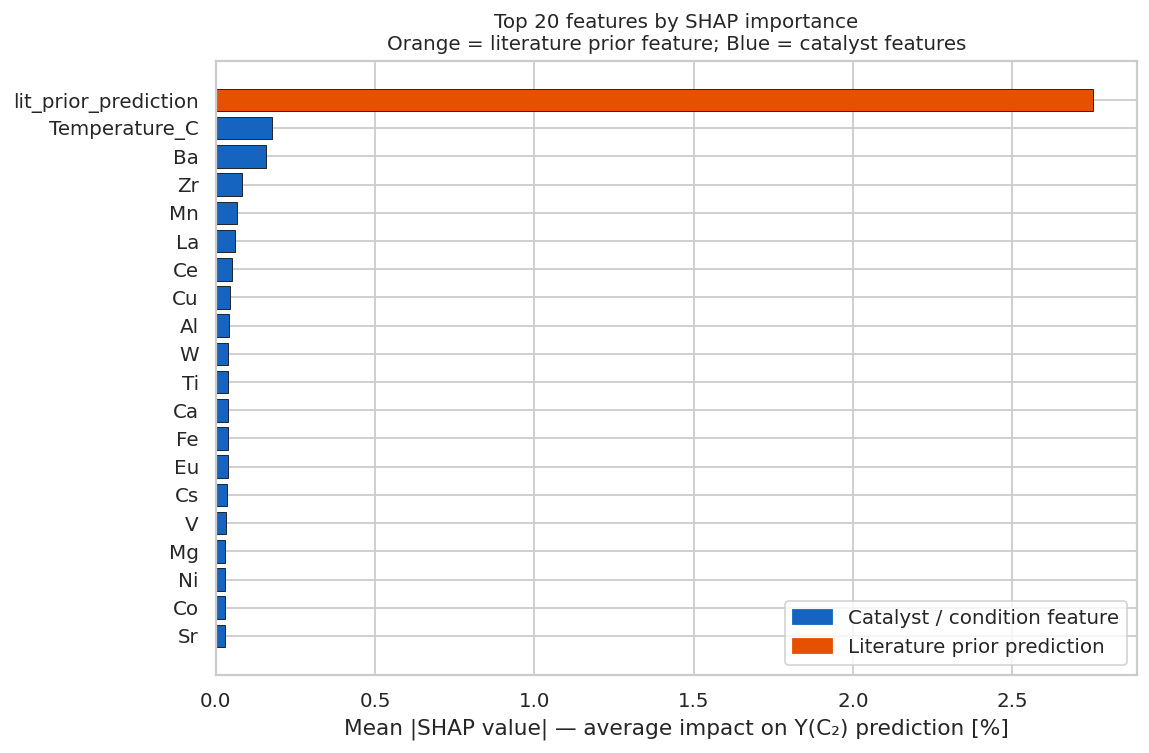 Top 20 features by SHAP importance
Orange = literature prior feature; Blue = catalyst features
lit_prior_prediction
Temperature_C
Ba
Zr
Mn
La
Ce
Cu
Al
W
Ti
Ca
Fe
Eu
Cs
V
Mg
Ni
Co
Sr
Catalyst / condition feature
Literature prior prediction
0.0 0.5 1.0 1.5 2.0 2.5
Mean |SHAP value| — average impact on Y(C₂) prediction [%]